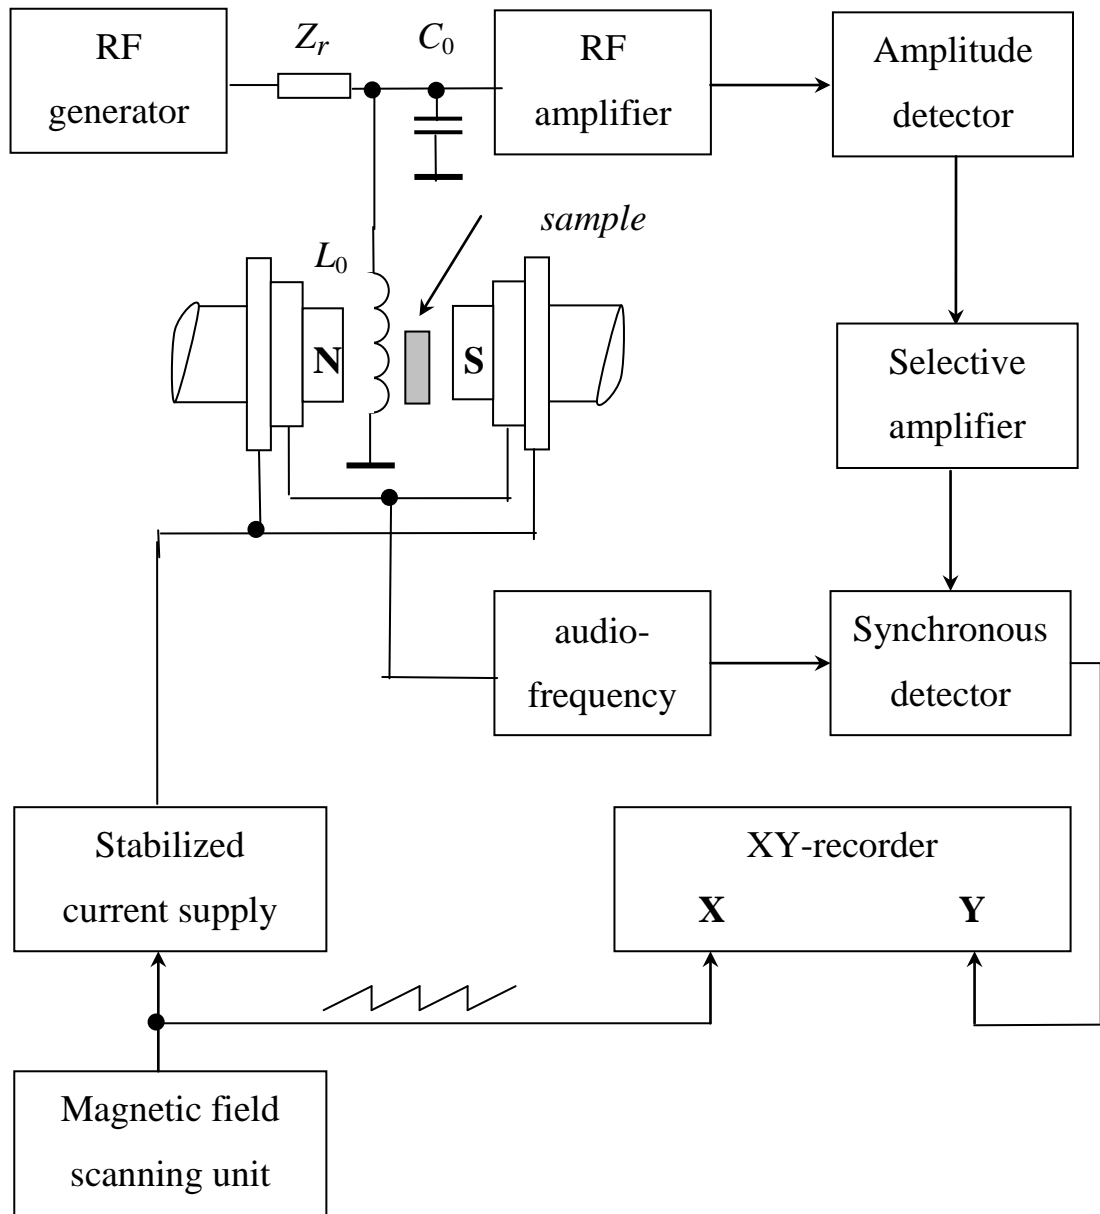 RF
generator
Z_r
C_0
RF
amplifier
Amplitude
detector
sample
L_0
N
S
Selective
amplifier
audio-
frequency
Synchronous
detector
Stabilized
current supply
XY-recorder
X Y
Magnetic field
scanning unit